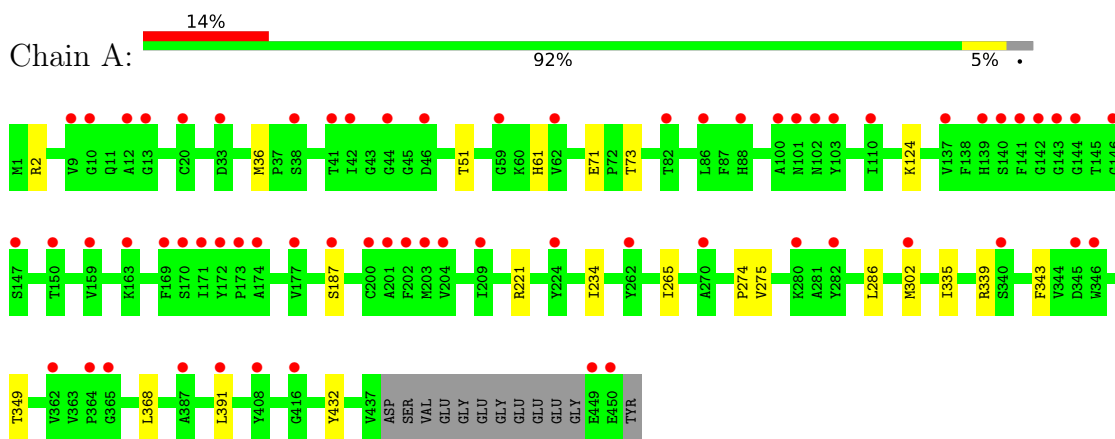 14%
Chain A:
92% 5% •
M1 R2 V9 G10 Q11 A12 G13 C20 D33 M36 P37 S38 T41 I42 G43 G44 G45 D46 T51 G59 K60 H61 V62 E71 P72 T73 T82 L86 F87 H88 A100 N101 N102 Y103 I110 K124 V137 F138 H139 S140 F141 G142 G143 G144 T145 G146
S147 T150 V159 K163 F169 S170 I171 Y172 P173 A174 V177 S187 C200 A201 F202 M203 V204 I209 R221 Y224 I234 Y262 I265 A270 P274 V275 K280 A281 Y282 L286 M302 I335 R339 S340 F343 V344 D345 W346
T349 V362 V363 P364 G365 L368 A387 L391 Y408 G416 Y432 V437 ASP SER VAL GLU GLY GLU GLY GLU GLU GLU GLY E449 E450 TYR